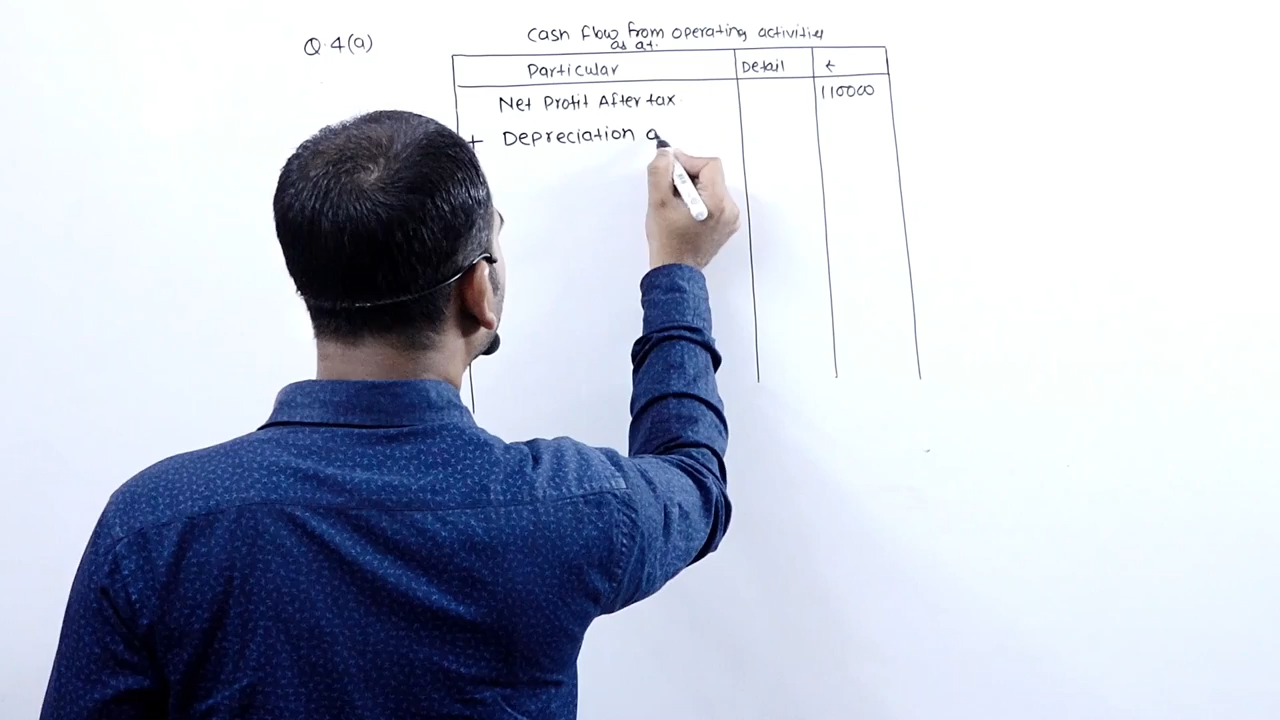 Q.4(a)
Cash flow from operating activities
as at.
Particular Detail ₹
Net Profit After tax 110000
+ Depreciation